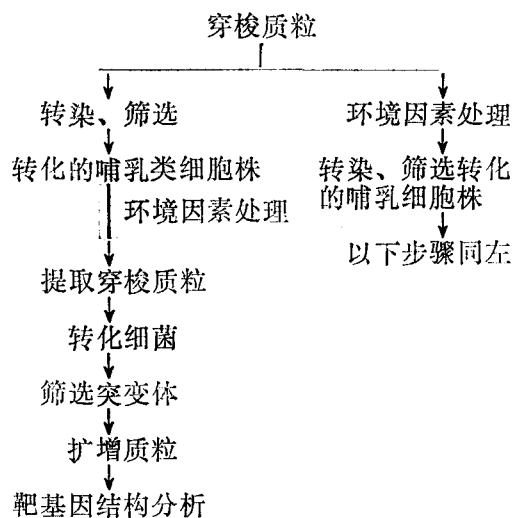 穿梭质粒
转染、筛选
转化的哺乳类细胞株
环境因素处理
提取穿梭质粒
转化细菌
筛选突变体
扩增质粒
靶基因结构分析
环境因素处理
转染、筛选转化
的哺乳细胞株
以下步骤同左